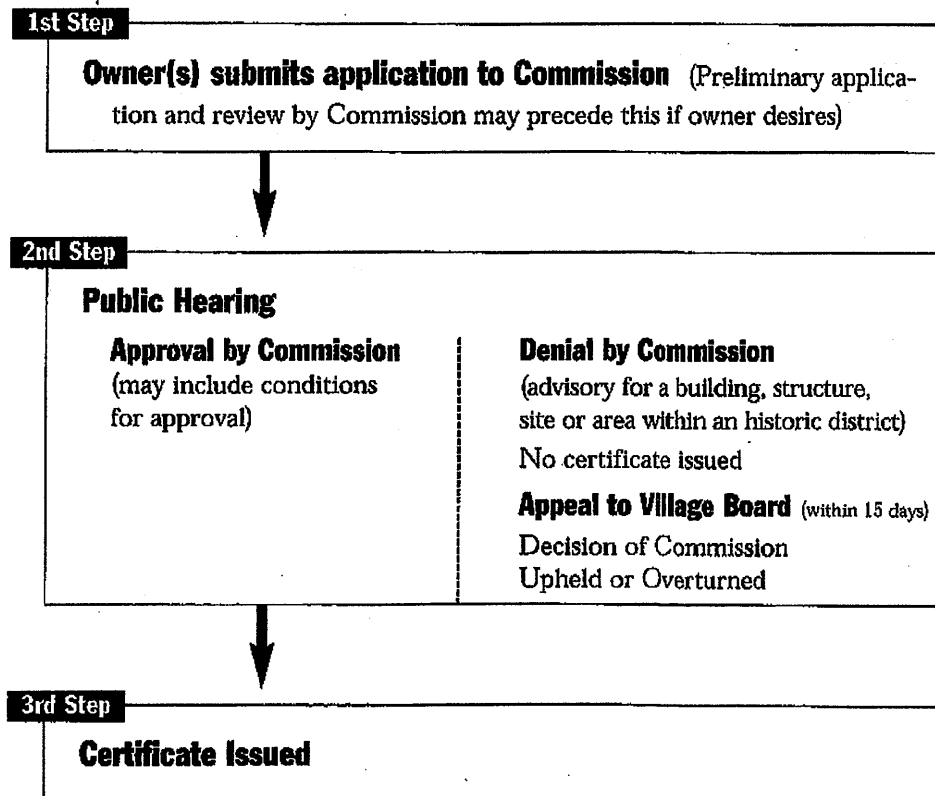 1st Step
Owner(s) submits application to Commission (Preliminary applica-
tion and review by Commission may precede this if owner desires)
2nd Step
Public Hearing
Approval by Commission
(may include conditions
for approval)
Denial by Commission
(advisory for a building, structure,
site or area within an historic district)
No certificate issued
Appeal to Village Board (within 15 days)
Decision of Commission
Upheld or Overturned
3rd Step
Certificate Issued